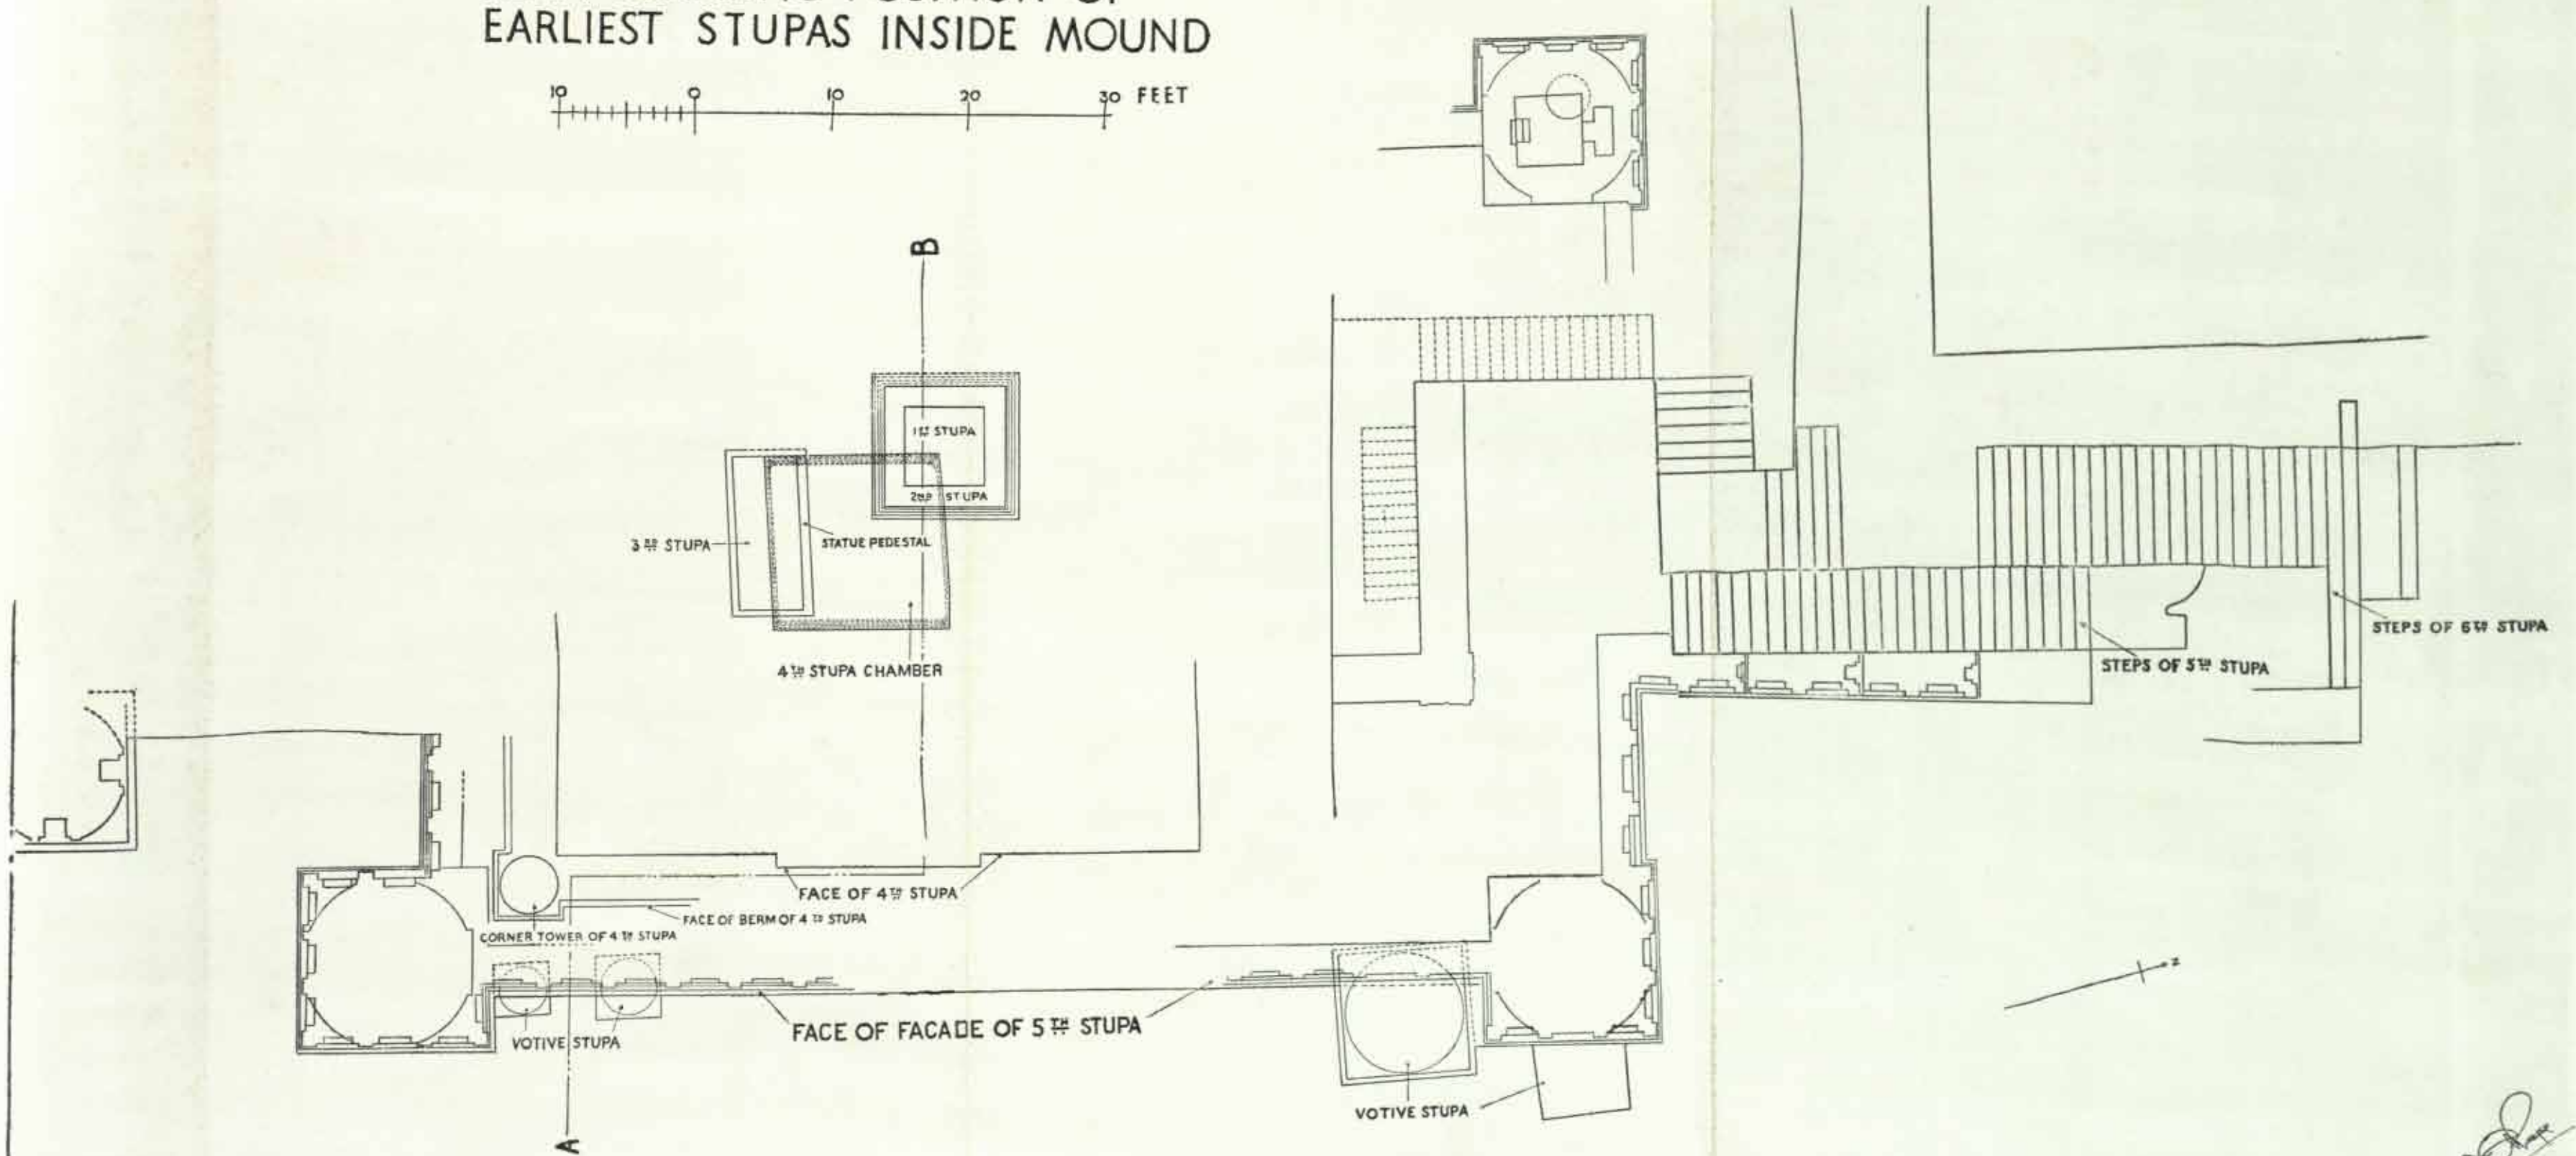 EARLIEST STUPAS INSIDE MOUND
10 0 10 20 30 FEET
B
1ST STUPA
2ND STUPA
3RD STUPA
STATUE PEDESTAL
4TH STUPA CHAMBER
STEPS OF 6TH STUPA
STEPS OF 5TH STUPA
FACE OF 4TH STUPA
FACE OF BERM OF 4TH STUPA
CORNER TOWER OF 4TH STUPA
VOTIVE STUPA
FACE OF FACADE OF 5TH STUPA
VOTIVE STUPA
A